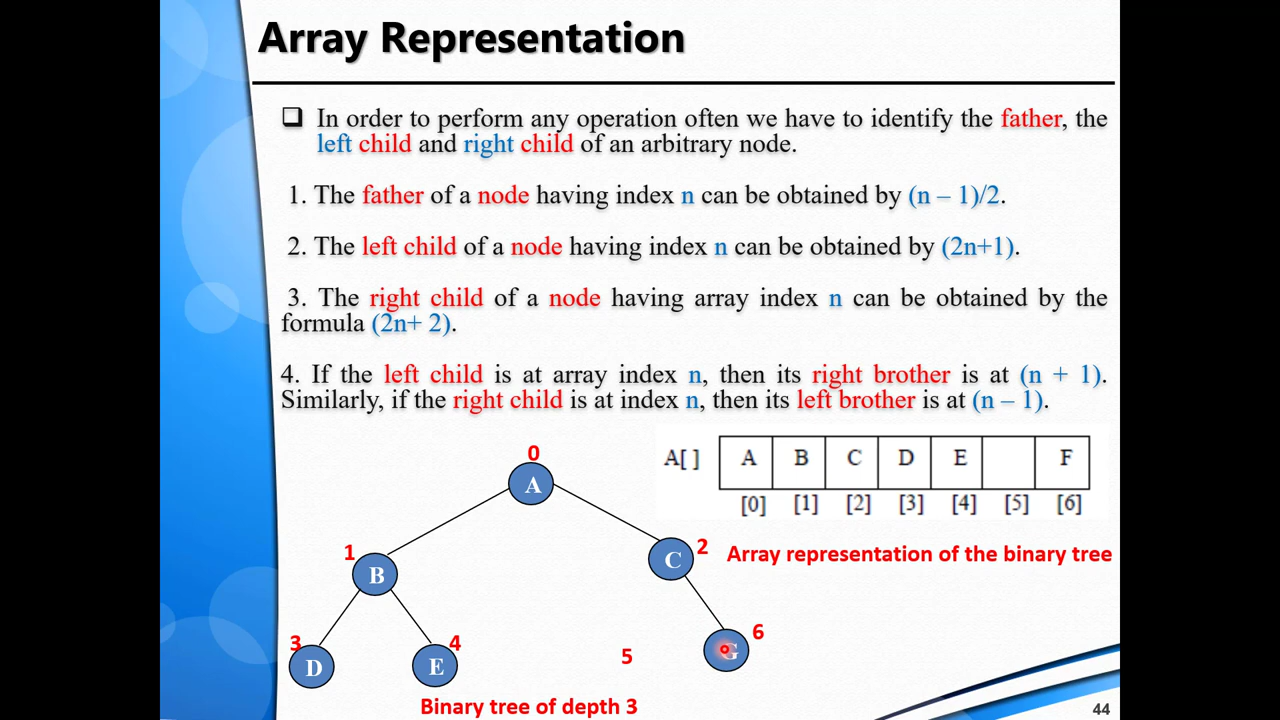 Array Representation
❑ In order to perform any operation often we have to identify the father, the
left child and right child of an arbitrary node.
1. The father of a node having index n can be obtained by (n – 1)/2.
2. The left child of a node having index n can be obtained by (2n+1).
3. The right child of a node having array index n can be obtained by the
formula (2n+ 2).
4. If the left child is at array index n, then its right brother is at (n + 1).
Similarly, if the right child is at index n, then its left brother is at (n – 1).
A[ ] A B C D E F
[0] [1] [2] [3] [4] [5] [6]
Array representation of the binary tree
0
A
1
B
2
C
3
D
4
E
5
6
G
Binary tree of depth 3
44